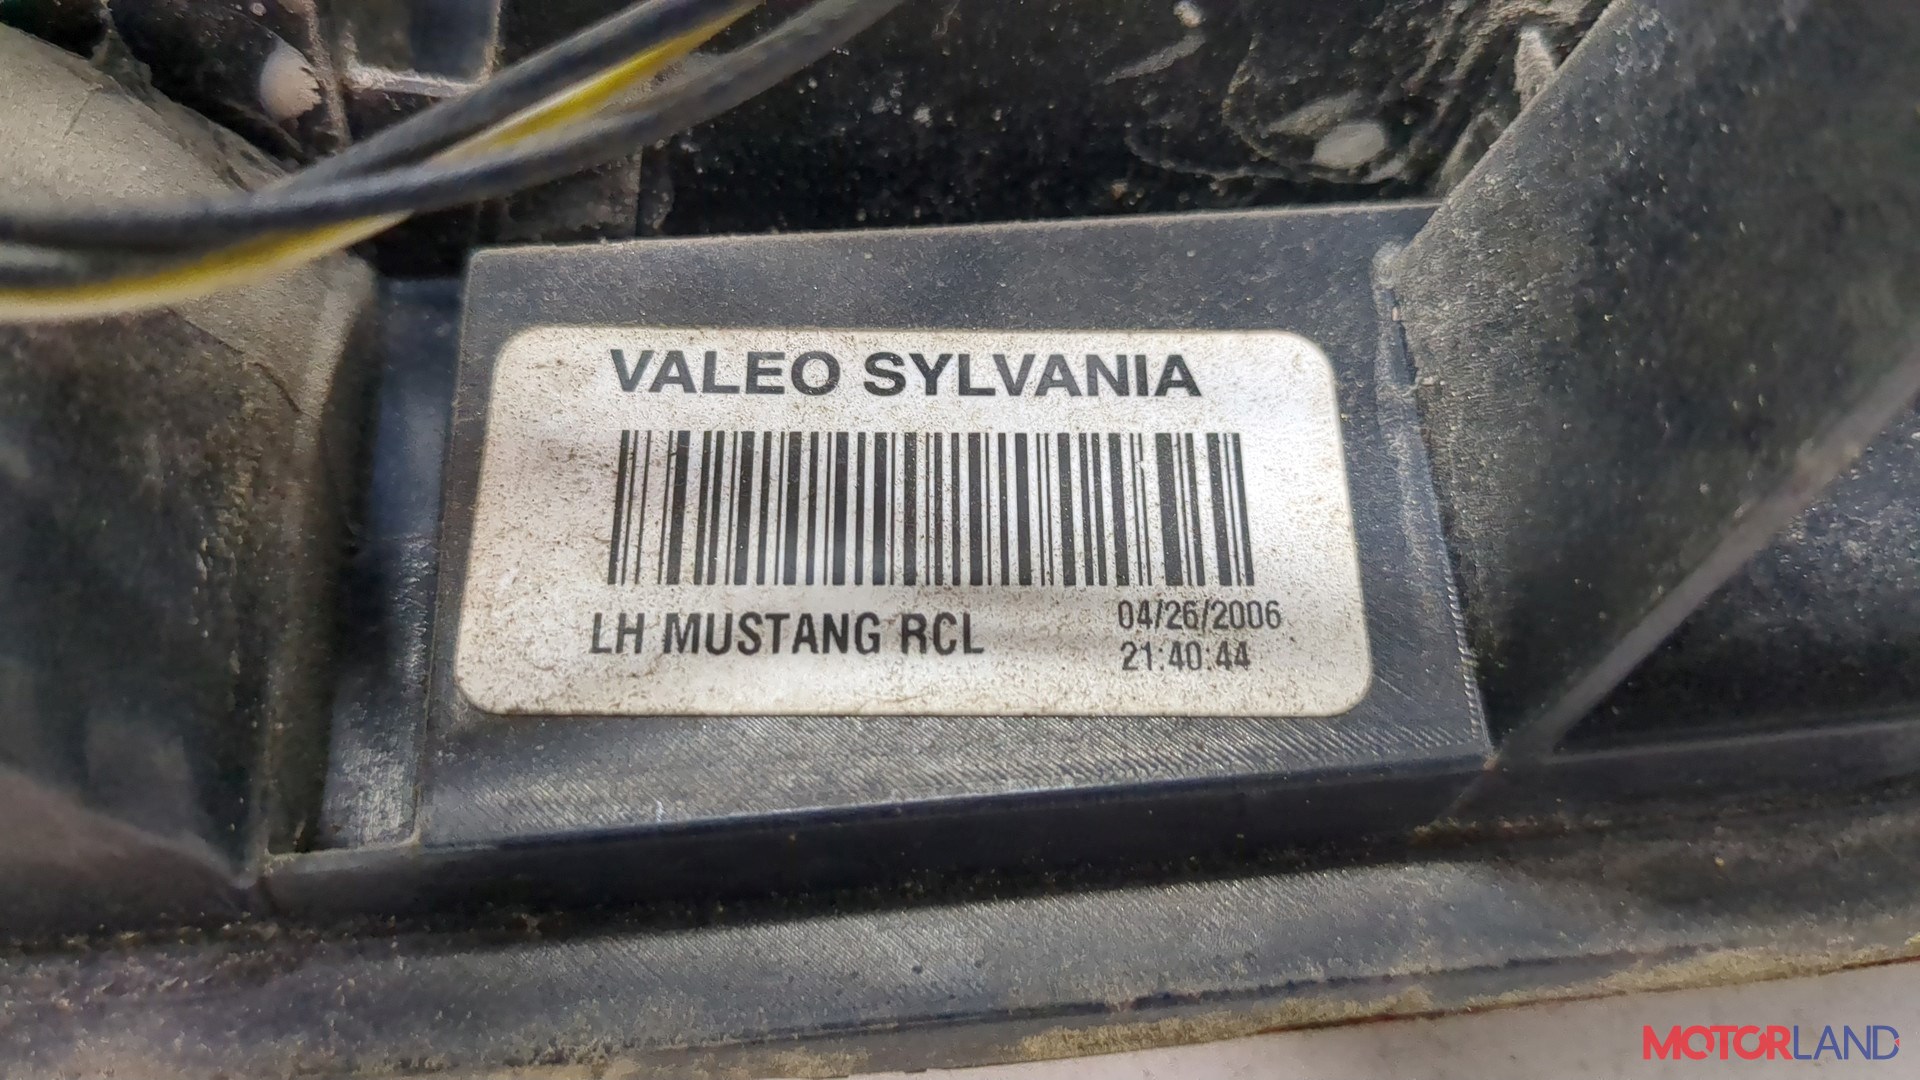 VALEO SYLVANIA
LH MUSTANG RCL
04/26/2006
21:40:44
MOTORLAND